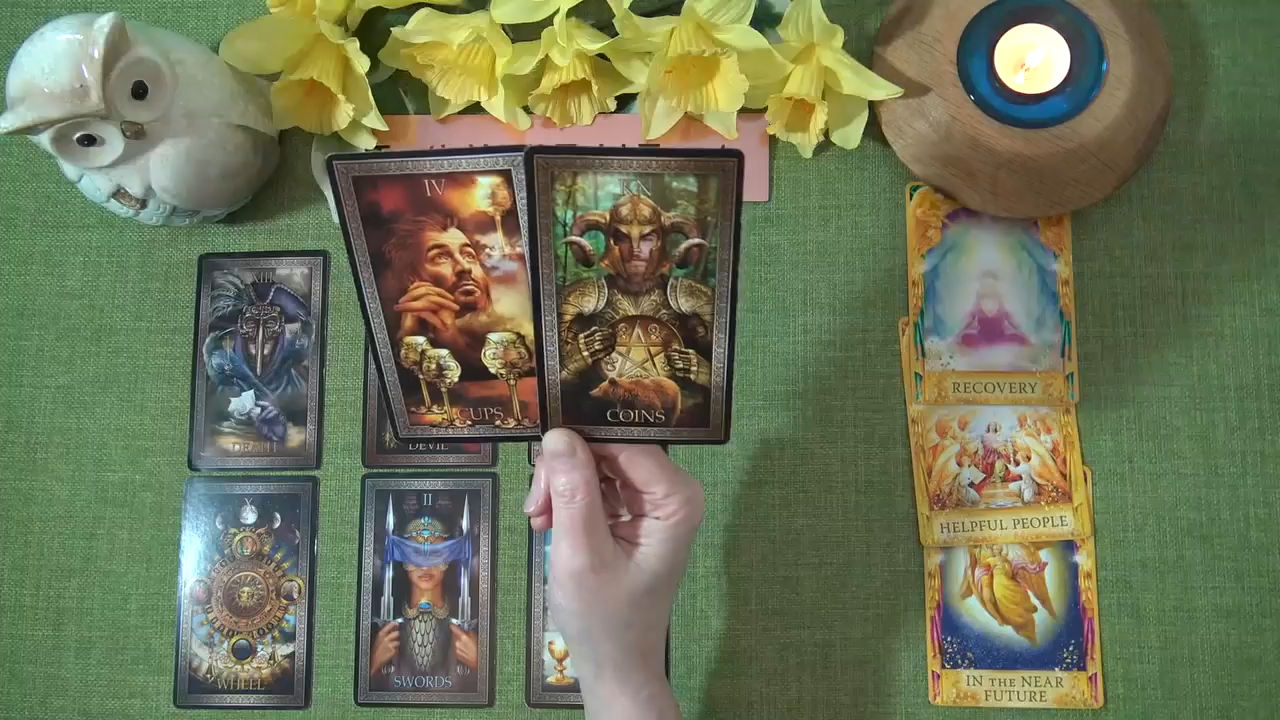 IV
CUPS
KN
COINS
XIII
DEATH
DEVIL
X
WHEEL
II
SWORDS
RECOVERY
HELPFUL PEOPLE
IN THE NEAR
FUTURE